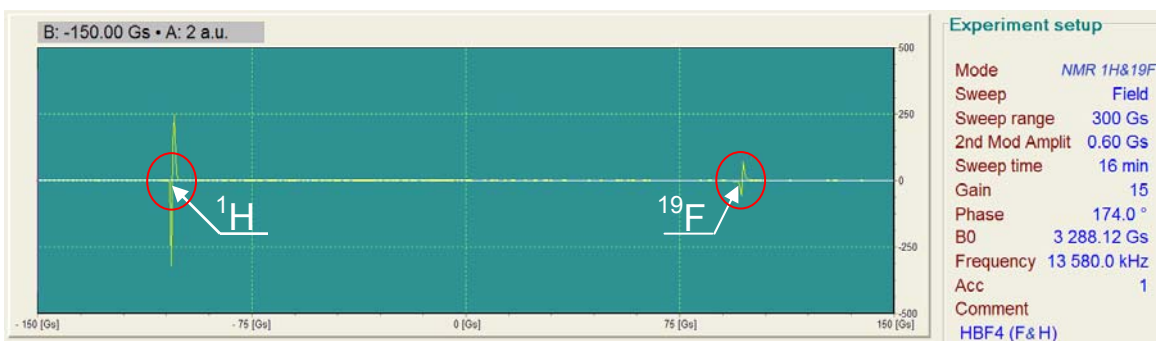 B: -150.00 Gs • A: 2 a.u.
500
250
0
-250
-500
¹H
¹⁹F
- 150 [Gs]
- 75 [Gs]
0 [Gs]
75 [Gs]
150 [Gs]
Experiment setup
Mode NMR 1H&19F
Sweep Field
Sweep range 300 Gs
2nd Mod Amplit 0.60 Gs
Sweep time 16 min
Gain 15
Phase 174.0 °
B0 3 288.12 Gs
Frequency 13 580.0 kHz
Acc 1
Comment
HBF4 (F&H)